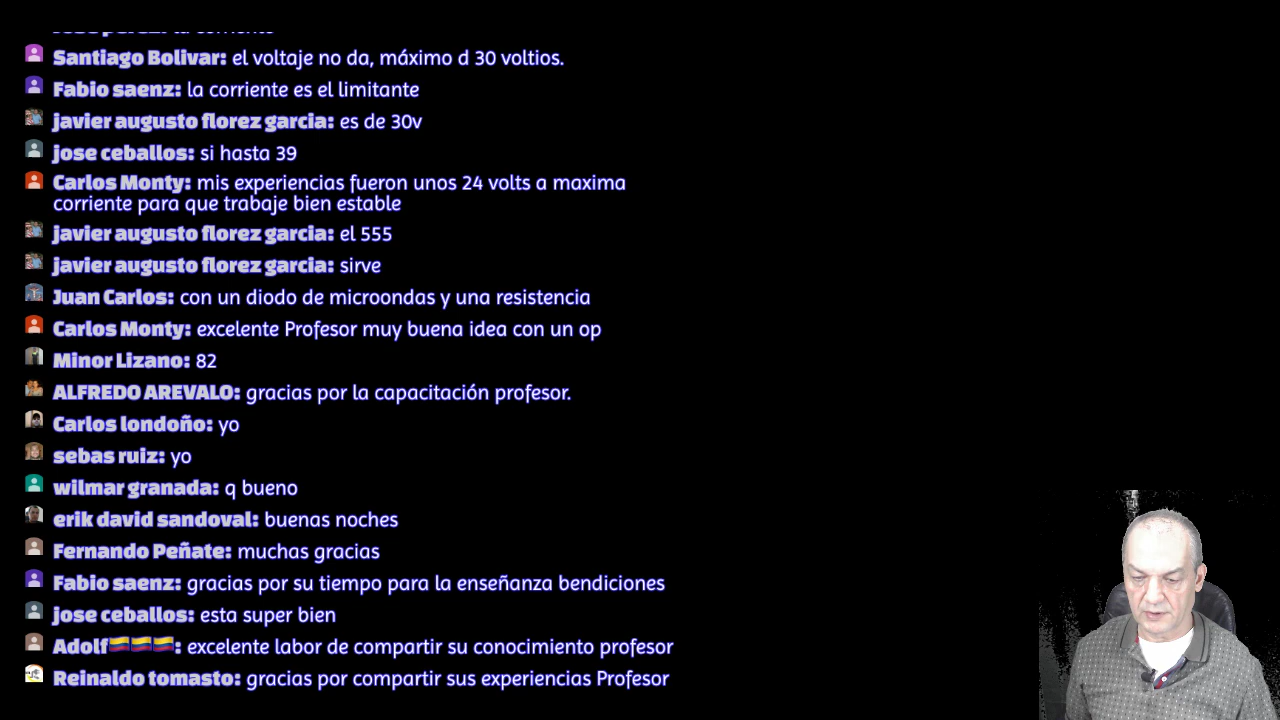 Santiago Bolivar: el voltaje no da, máximo d 30 voltios.
Fabio saenz: la corriente es el limitante
javier augusto florez garcia: es de 30v
jose ceballos: si hasta 39
Carlos Monty: mis experiencias fueron unos 24 volts a maxima
corriente para que trabaje bien estable
javier augusto florez garcia: el 555
javier augusto florez garcia: sirve
Juan Carlos: con un diodo de microondas y una resistencia
Carlos Monty: excelente Profesor muy buena idea con un op
Minor Lizano: 82
ALFREDO AREVALO: gracias por la capacitación profesor.
Carlos londoño: yo
sebas ruiz: yo
wilmar granada: q bueno
erik david sandoval: buenas noches
Fernando Peñate: muchas gracias
Fabio saenz: gracias por su tiempo para la enseñanza bendiciones
jose ceballos: esta super bien
Adolf🇨🇴🇨🇴🇨🇴: excelente labor de compartir su conocimiento profesor
Reinaldo tomasto: gracias por compartir sus experiencias Profesor